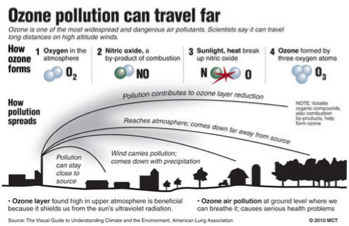 Ozone pollution can travel far
Ozone is one of the most widespread and dangerous air pollutants. Scientists say it can travel
long distances on high altitude winds.
How
ozone
forms
1 Oxygen in the
atmosphere
O2
2 Nitric oxide, a
by-product of combustion
NO
3 Sunlight, heat break
up nitric oxide
N O
4 Ozone formed by
three oxygen atoms
O3
How
pollution
spreads
Pollution contributes to ozone layer reduction
NOTE: Volatile
organic compounds,
also combustion
by-products, help
form ozone
Reaches atmosphere; comes down far away from source
Wind carries pollution;
comes down with precipitation
Pollution
can stay
close to
source
• Ozone layer found high in upper atmosphere is beneficial
because it shields us from the sun's ultraviolet radiation.
• Ozone air pollution at ground level where we
can breathe it; causes serious health problems
Source: The Visual Guide to Understanding Climate and the Environment, American Lung Association
© 2010 MCT